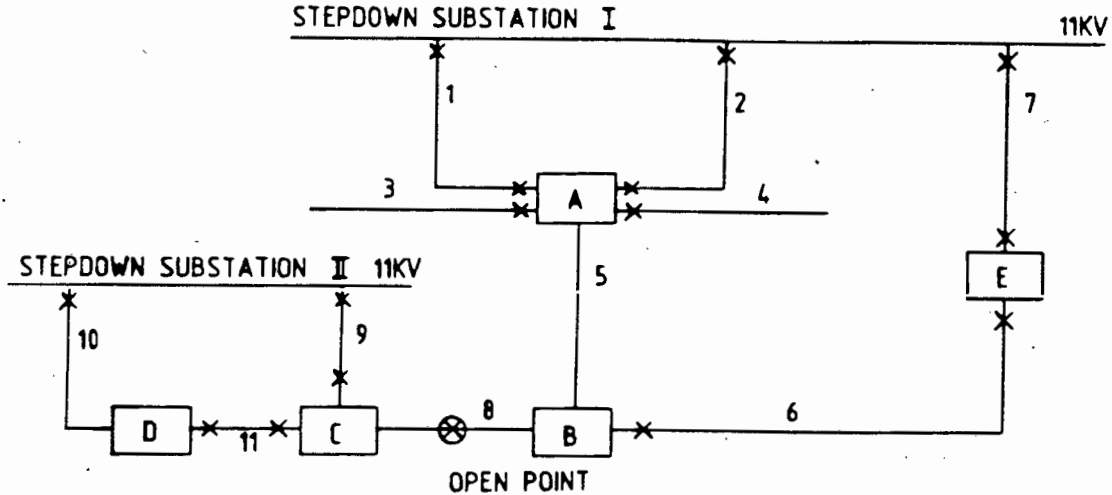 STEPDOWN SUBSTATION I 11KV
1 2 7
3 A 4
STEPDOWN SUBSTATION II 11KV
5 E
10 9
D 11 C 8 B 6
OPEN POINT